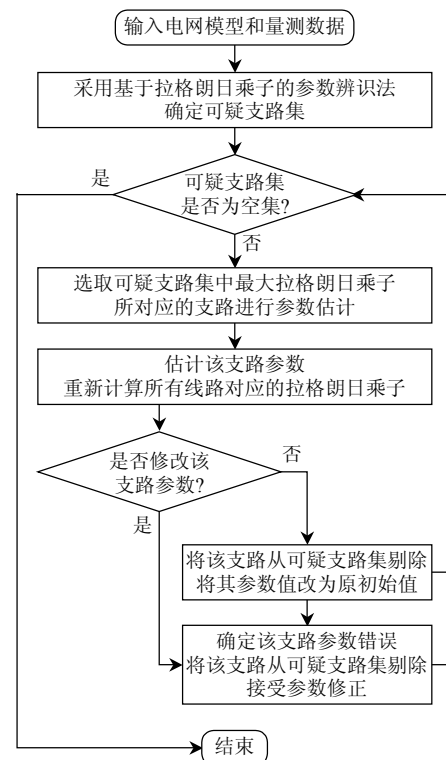 输入电网模型和量测数据
采用基于拉格朗日乘子的参数辨识法
确定可疑支路集
是
可疑支路集
是否为空集?
否
选取可疑支路集中最大拉格朗日乘子
所对应的支路进行参数估计
估计该支路参数
重新计算所有线路对应的拉格朗日乘子
是否修改该
支路参数?
否
是
将该支路从可疑支路集剔除
将其参数值改为原初始值
确定该支路参数错误
将该支路从可疑支路集剔除
接受参数修正
结束